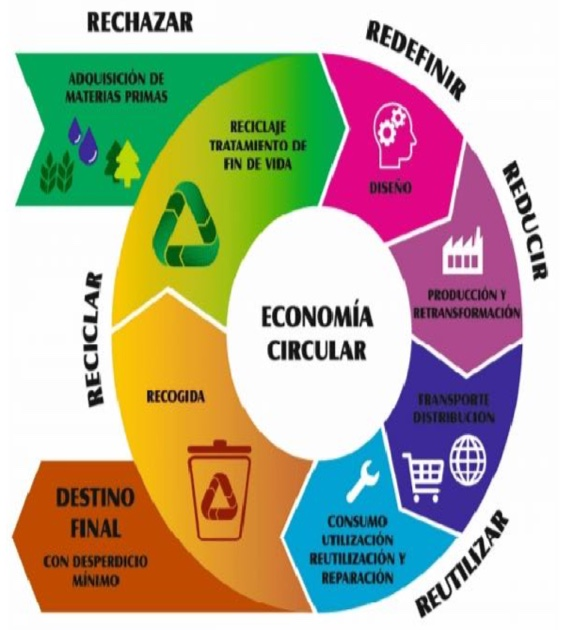 RECHAZAR
REDEFINIR
ADQUISICIÓN DE
MATERIAS PRIMAS
RECICLAJE
TRATAMIENTO DE
FIN DE VIDA
DISEÑO
REDUCIR
PRODUCCIÓN Y
RETRANSFORMACIÓN
ECONOMÍA
CIRCULAR
RECICLAR
RECOGIDA
TRANSPORTE
DISTRIBUCIÓN
DESTINO
FINAL
CON DESPERDICIO
MÍNIMO
CONSUMO
UTILIZACIÓN
REUTILIZACIÓN Y
REPARACIÓN
REUTILIZAR